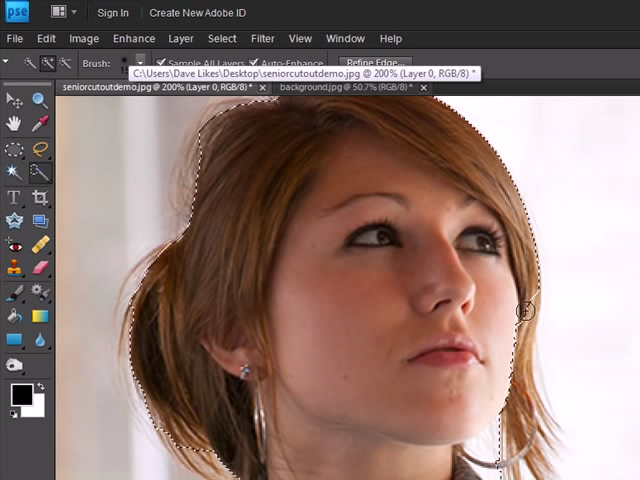 pse
Sign In
Create New Adobe ID
File Edit Image Enhance Layer Select Filter View Window Help
Brush: Sample All Layers Auto-Enhance Refine Edge...
C:\Users\Dave Likes\Desktop\seniorcutoutdemo.jpg @ 200% (Layer 0, RGB/8) *
seniorcutoutdemo.jpg @ 200% (Layer 0, RGB/8) * background.jpg @ 50.7% (RGB/8) *
T